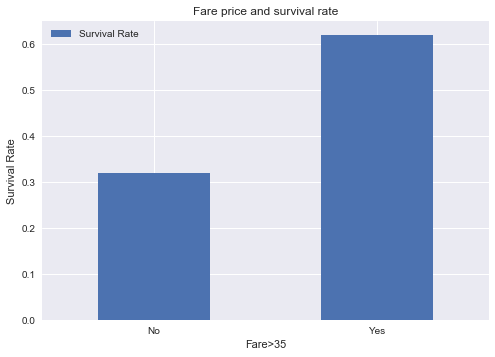 Fare price and survival rate
Survival Rate
0.6
0.5
0.4
0.3
0.2
0.1
0.0
Survival Rate
No
Yes
Fare>35